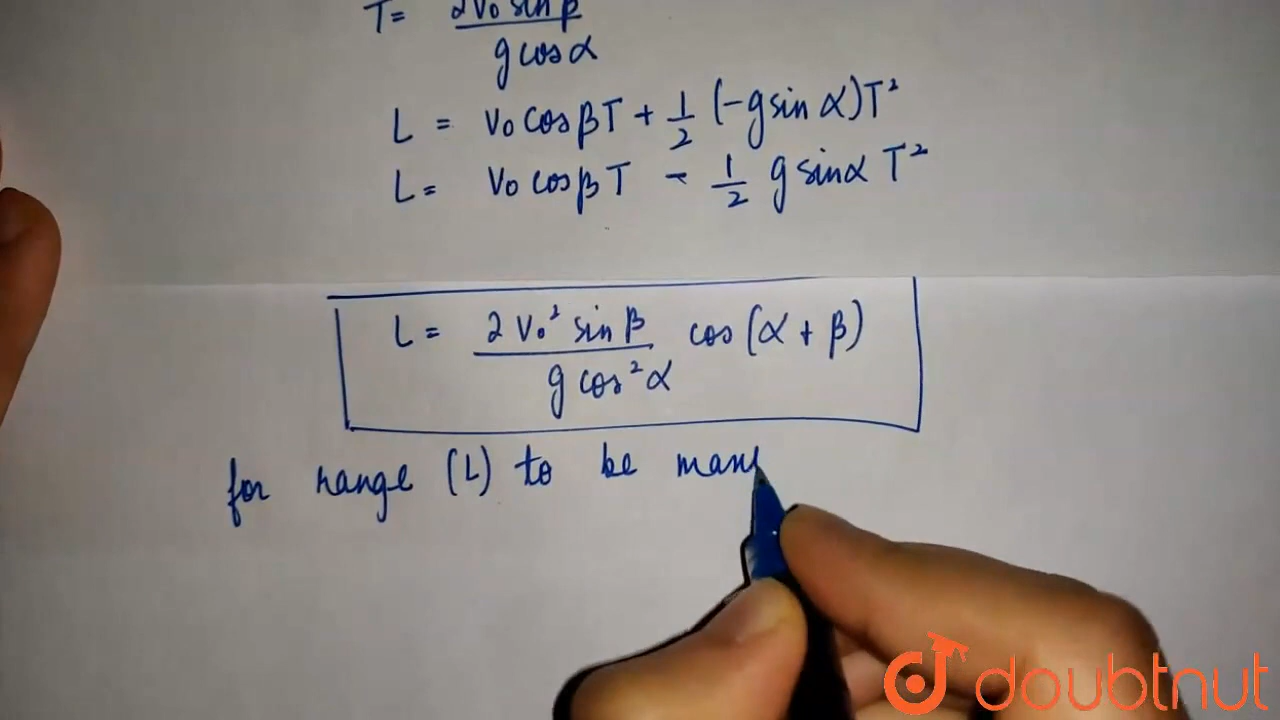 T = 2V₀ sin β / g cos α
L = V₀ cos β T + 1/2 (-g sin α) T²
L = V₀ cos β T - 1/2 g sin α T²
L = 2 V₀² sin β / g cos² α cos (α + β)
for range (L) to be max
doubtnut